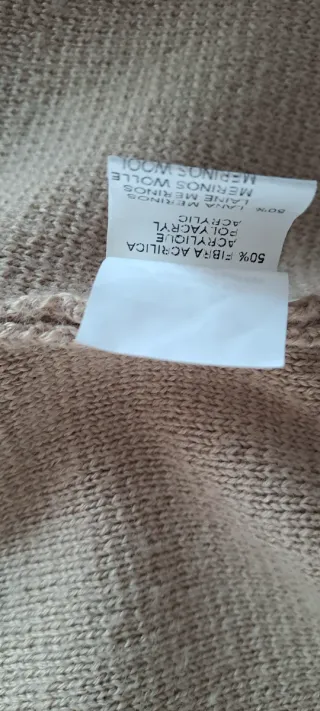 50% FIBRA ACRILICA
ACRYLIQUE
POLYACRYL
ACRYLIC
50% LANA MERINOS
LAINE MERINOS
MERINOS WOLLE
MERINOS WOOL